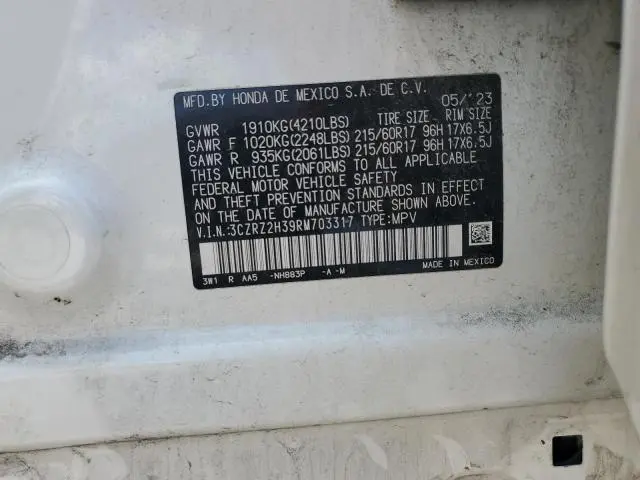 MFD.BY HONDA DE MEXICO S.A. DE C.V. 05/'23
GVWR 1910KG(4210LBS) TIRE SIZE RIM SIZE
GAWR F 1020KG(2248LBS) 215/60R17 96H 17X6.5J
GAWR R 935KG(2061LBS) 215/60R17 96H 17X6.5J
THIS VEHICLE CONFORMS TO ALL APPLICABLE
FEDERAL MOTOR VEHICLE SAFETY
AND THEFT PREVENTION STANDARDS IN EFFECT
ON THE DATE OF MANUFACTURE SHOWN ABOVE.
V.I.N.:3CZRZ2H39RM703317 TYPE:MPV
3W1 R AA5 -NH883P -A -M MADE IN MEXICO